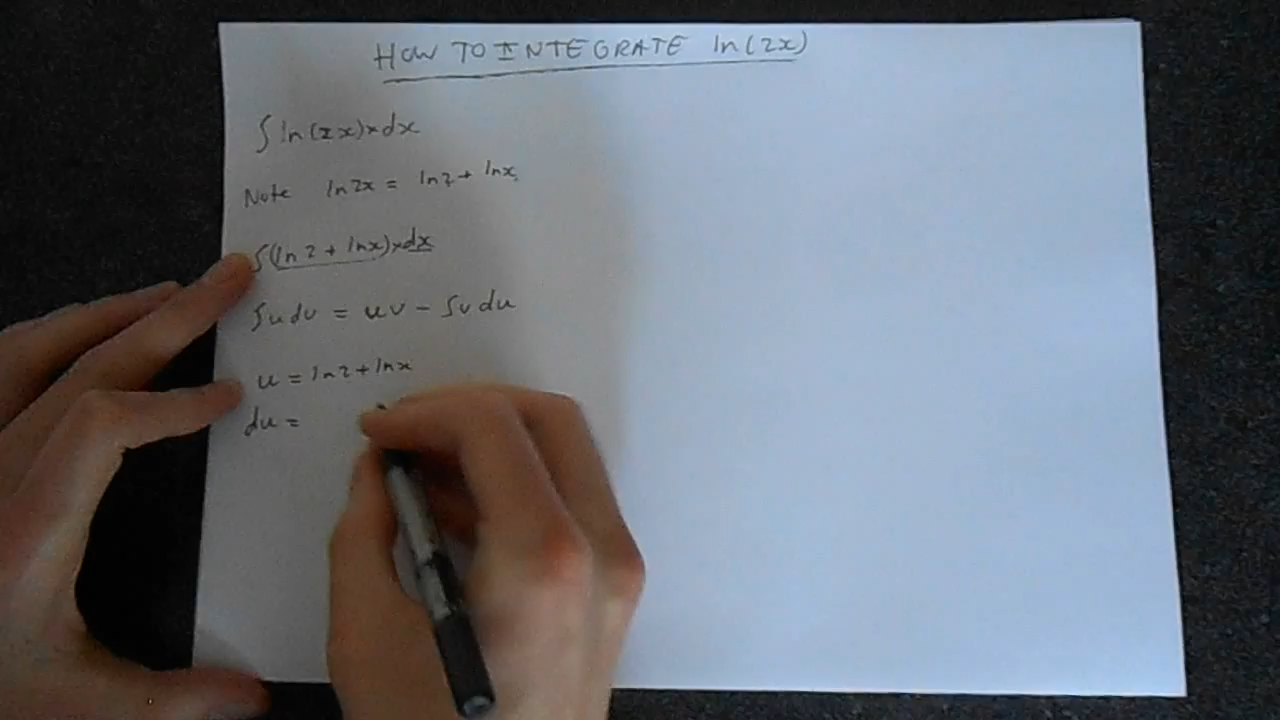 HOW TO INTEGRATE ln(2x)
∫ ln(2x)×dx
Note ln2x = ln2 + lnx
∫(ln2 + lnx)×dx
∫udv = uv - ∫vdu
u = ln2 + lnx
du =